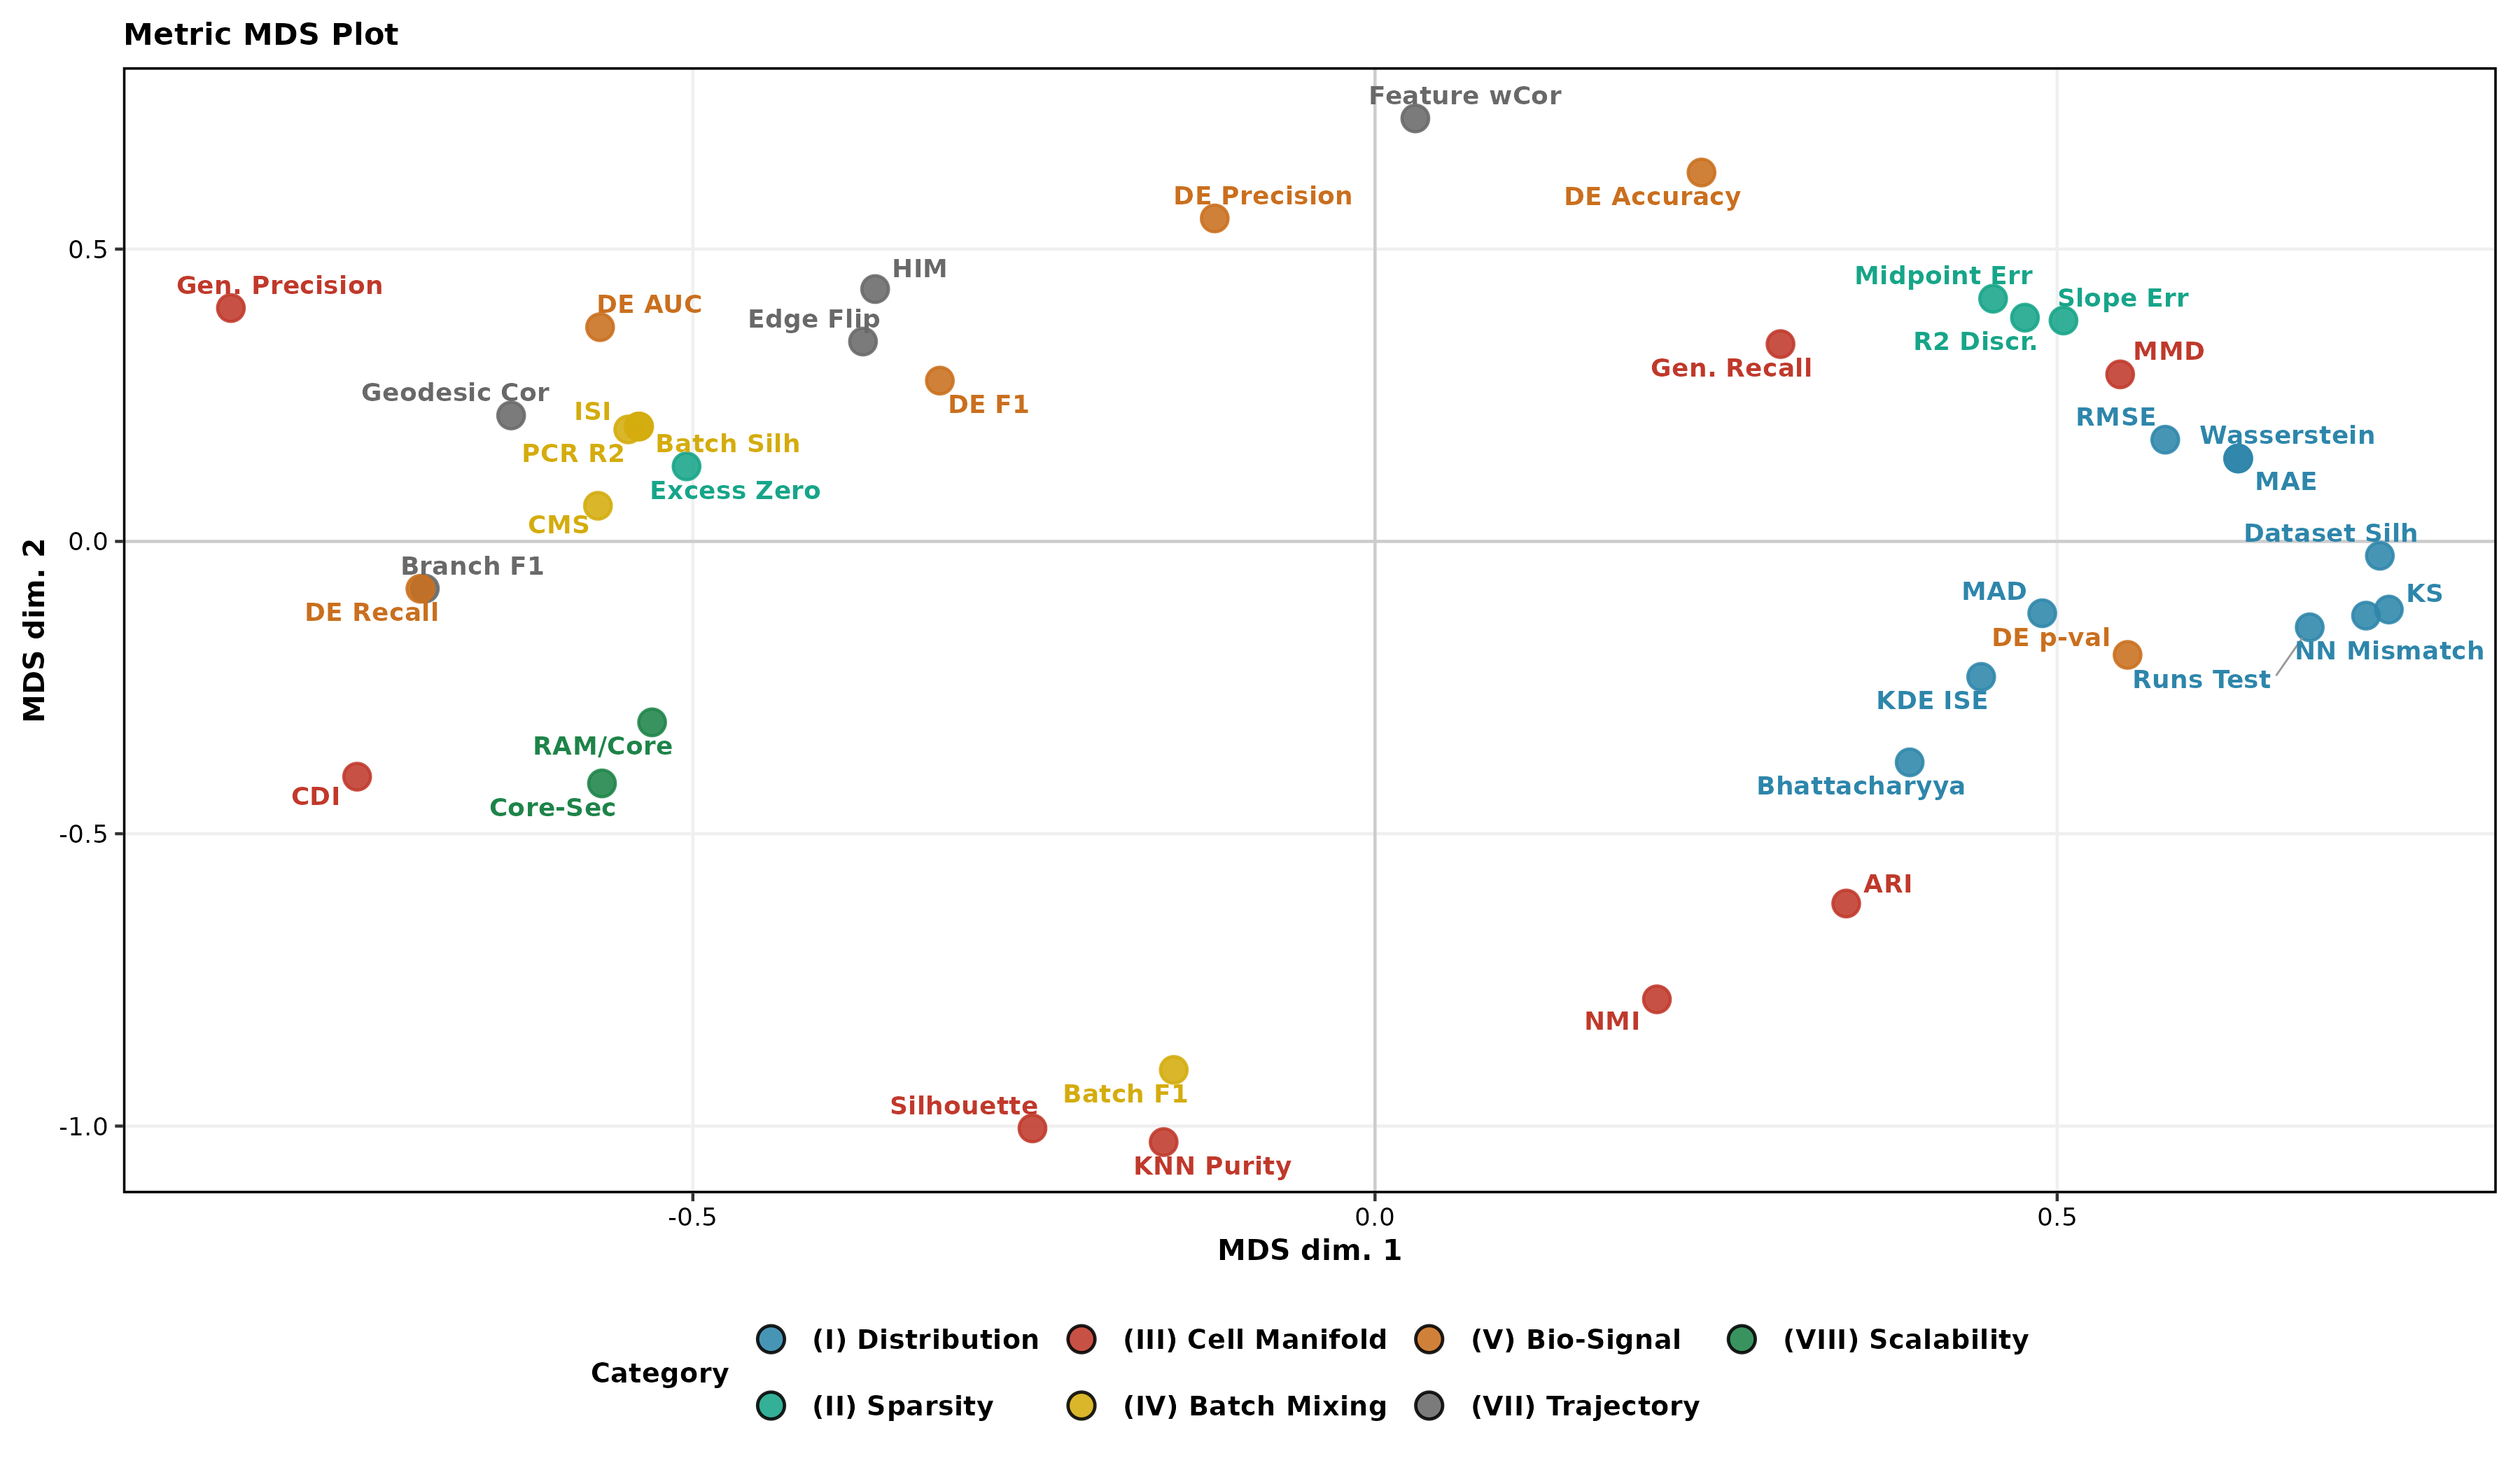 Metric MDS Plot
Feature wCor
DE Precision
DE Accuracy
HIM
Midpoint Err
Gen. Precision
DE AUC
Slope Err
Edge Flip
R2 Discr.
MMD
Gen. Recall
Geodesic Cor
DE F1
ISI
RMSE
Wasserstein
Batch Silh
PCR R2
MAE
Excess Zero
CMS
Dataset Silh
Branch F1
MAD
KS
DE Recall
DE p-val
NN Mismatch
Runs Test
KDE ISE
RAM/Core
Bhattacharyya
CDI
Core-Sec
ARI
NMI
Batch F1
Silhouette
KNN Purity
0.5
0.0
-0.5
-1.0
MDS dim. 2
-0.5
0.0
0.5
MDS dim. 1
Category
(I) Distribution
(III) Cell Manifold
(V) Bio-Signal
(VIII) Scalability
(II) Sparsity
(IV) Batch Mixing
(VII) Trajectory